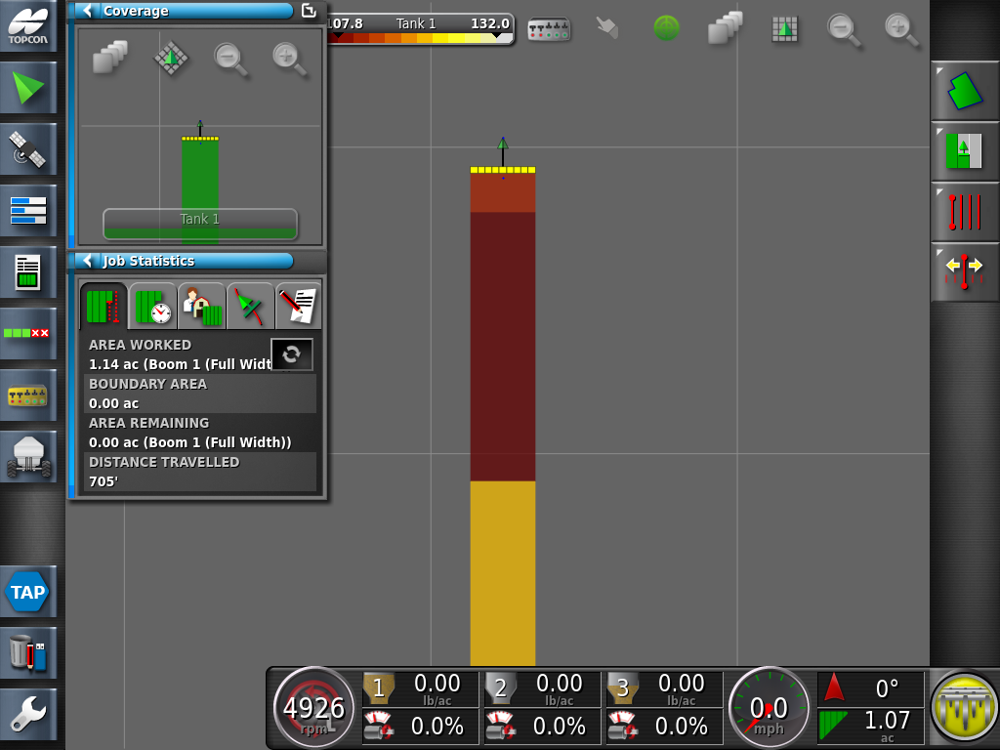 TOPCON
Coverage
107.8 Tank 1 132.0
Tank 1
Job Statistics
AREA WORKED
1.14 ac (Boom 1 (Full Widt
BOUNDARY AREA
0.00 ac
AREA REMAINING
0.00 ac (Boom 1 (Full Width))
DISTANCE TRAVELLED
705'
TAP
4926
rpm
1
1
0.00
lb/ac
0.0%
2
0.00
lb/ac
0.0%
3
0.00
lb/ac
0.0%
0.0
mph
0°
1.07
ac